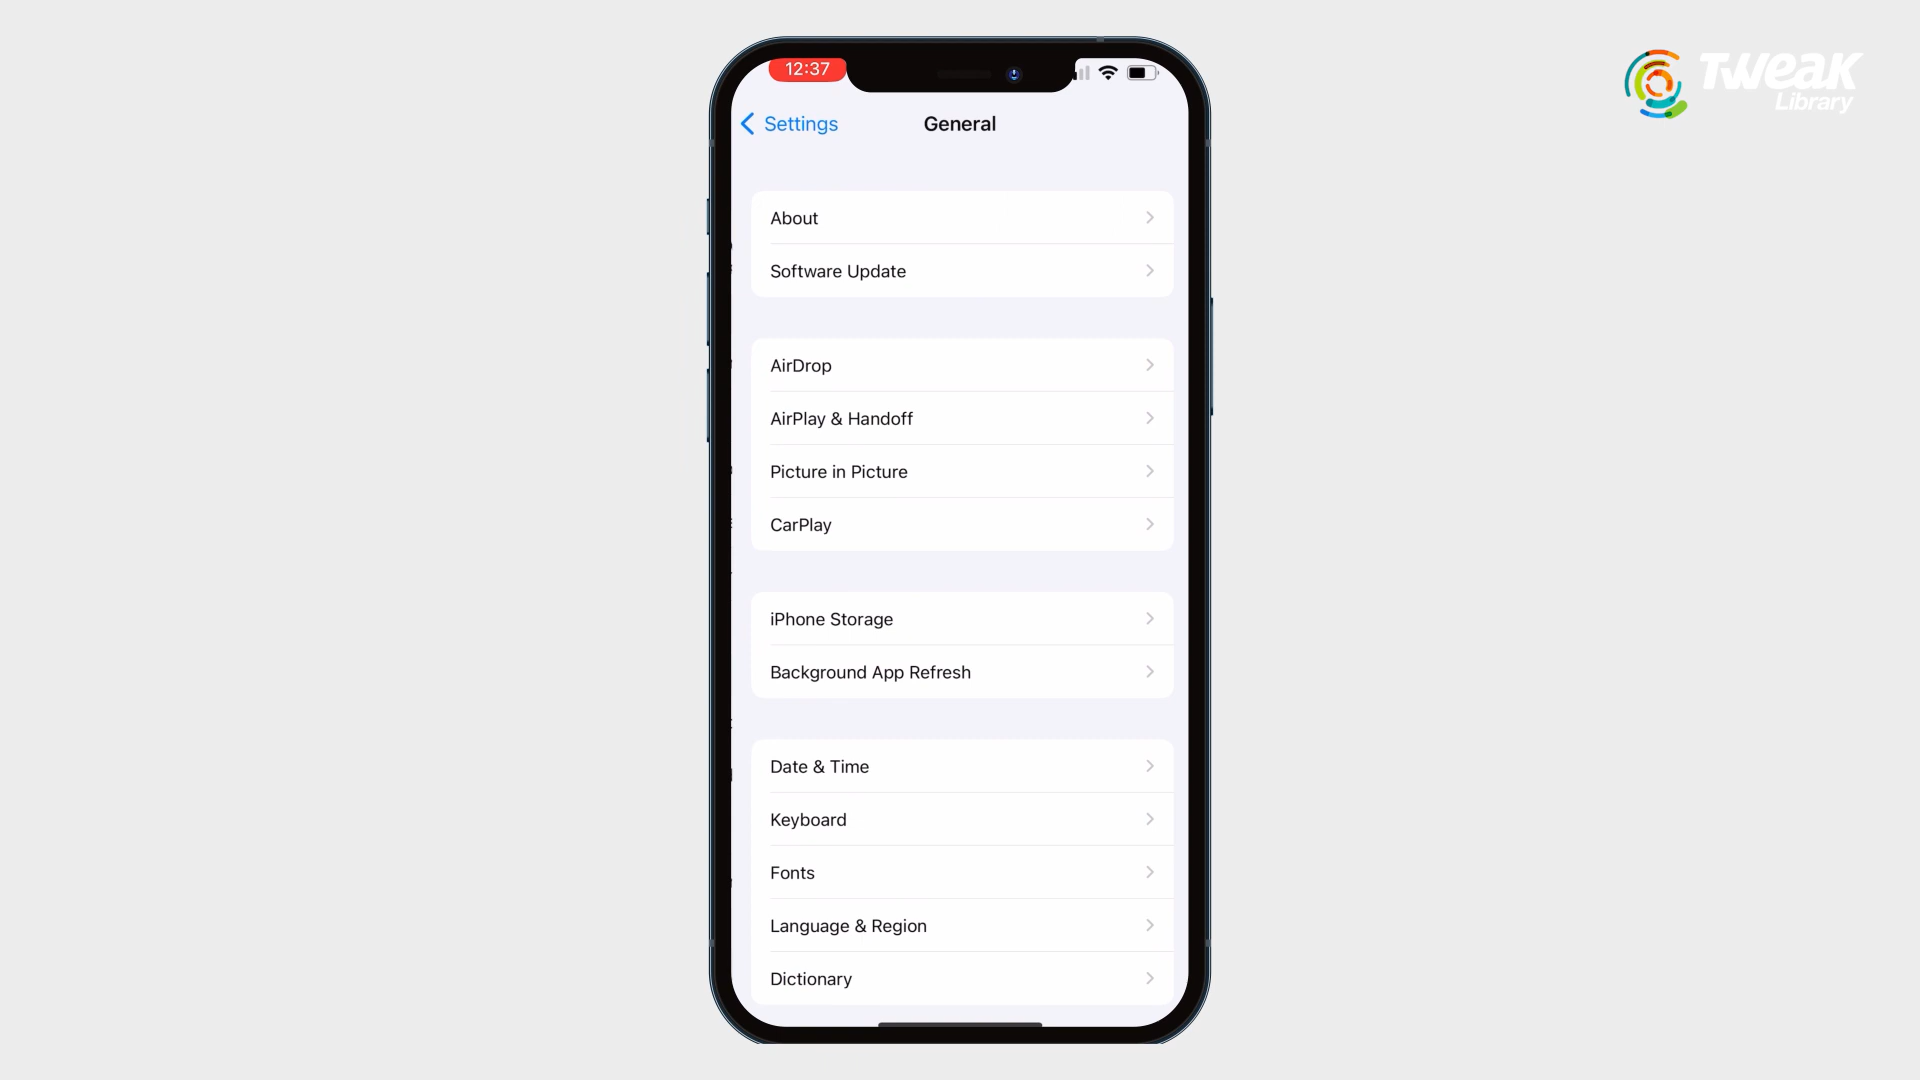 12:37
TWEAK
Library
Settings
General
About
Software Update
AirDrop
AirPlay & Handoff
Picture in Picture
CarPlay
iPhone Storage
Background App Refresh
Date & Time
Keyboard
Fonts
Language & Region
Dictionary